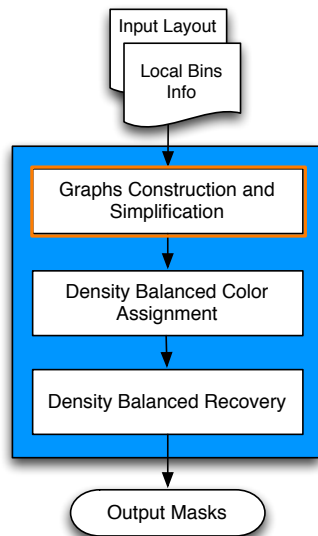 Input Layout
Local Bins
Info
Graphs Construction and
Simplification
Density Balanced Color
Assignment
Density Balanced Recovery
Output Masks